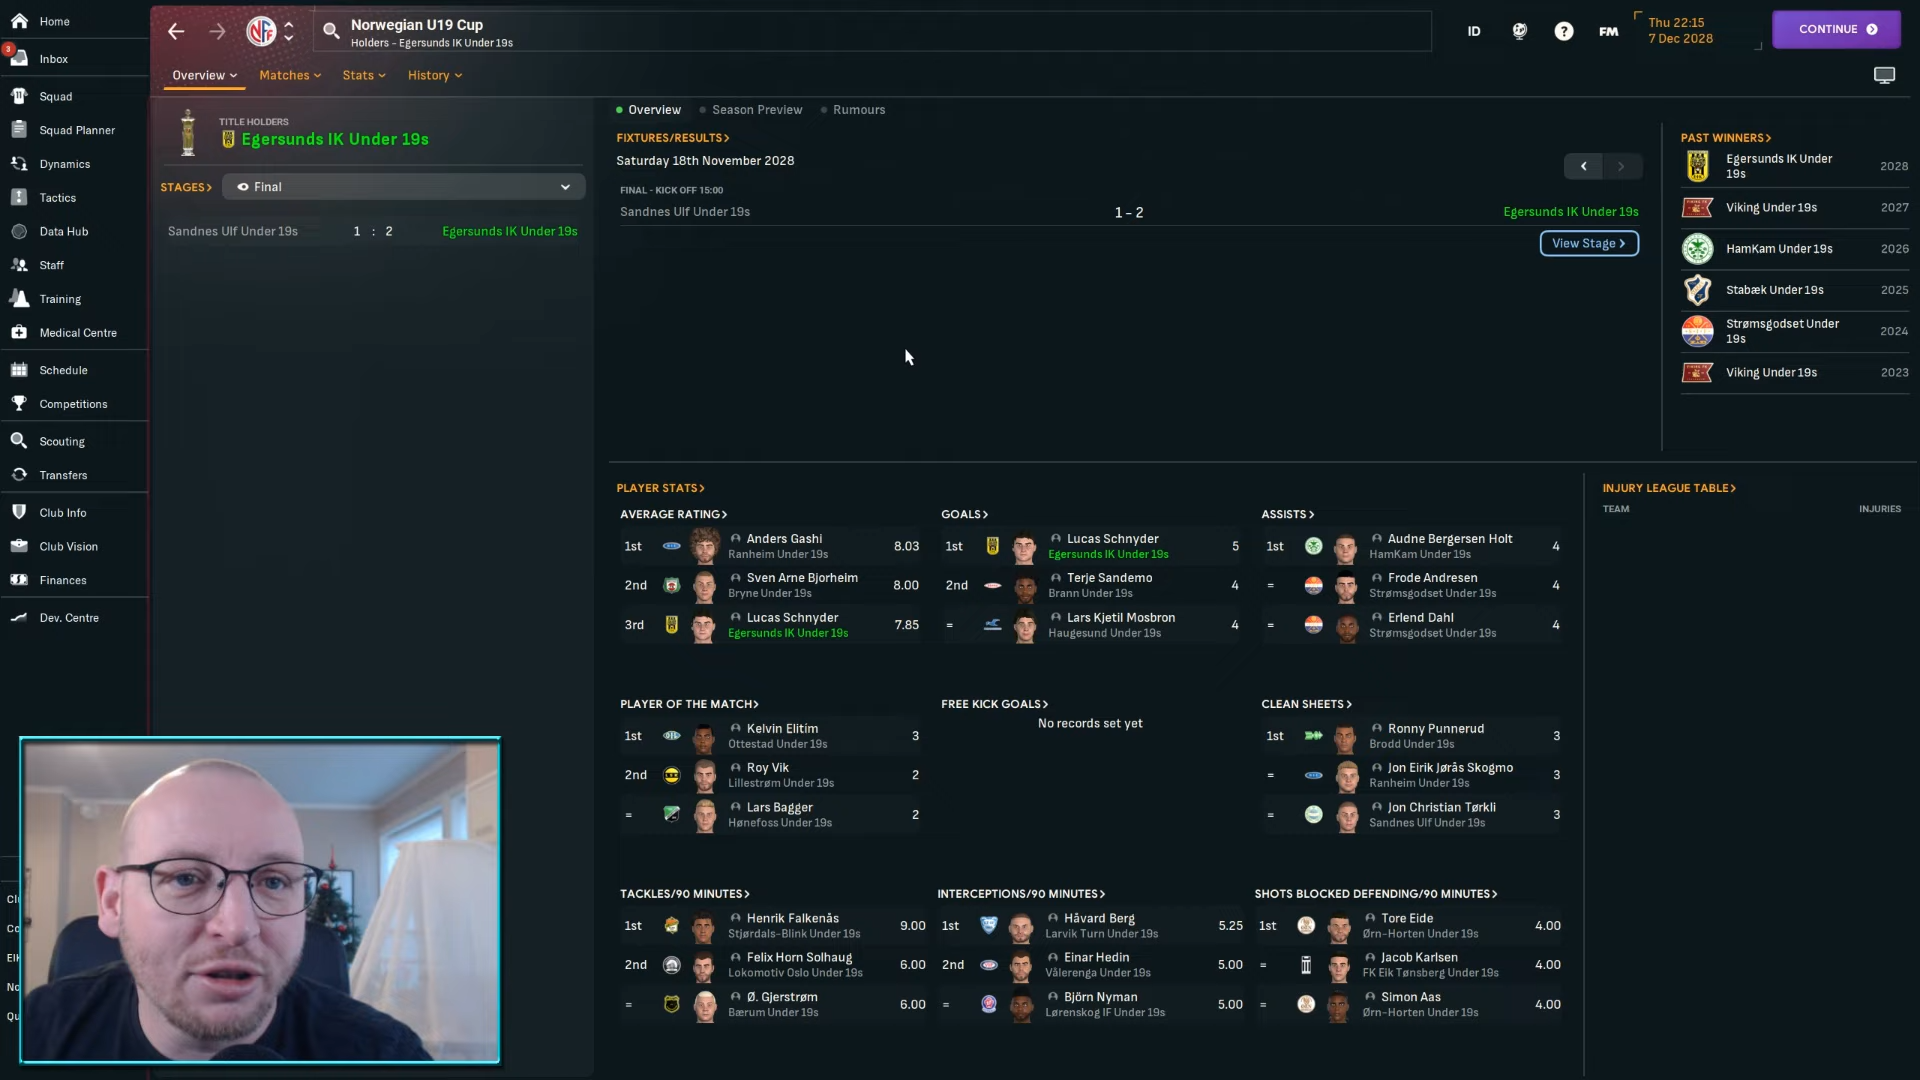 Home
3
Inbox
Squad
Squad Planner
Dynamics
Tactics
Data Hub
Staff
Training
Medical Centre
Schedule
Competitions
Scouting
Transfers
Club Info
Club Vision
Finances
Dev. Centre
NFF
Norwegian U19 Cup
Holders - Egersunds IK Under 19s
ID
?
FM
Thu 22:15
7 Dec 2028
CONTINUE
Overview
Matches
Stats
History
TITLE HOLDERS
Egersunds IK Under 19s
STAGES>
Final
Sandnes Ulf Under 19s 1 : 2 Egersunds IK Under 19s
Overview
Season Preview
Rumours
FIXTURES/RESULTS>
Saturday 18th November 2028
FINAL - KICK OFF 15:00
Sandnes Ulf Under 19s 1 - 2 Egersunds IK Under 19s
View Stage >
PAST WINNERS>
Egersunds IK Under 19s 2028
Viking Under 19s 2027
HamKam Under 19s 2026
Stabæk Under 19s 2025
Strømsgodset Under 19s 2024
Viking Under 19s 2023
PLAYER STATS>
AVERAGE RATING>
1st Anders Gashi 8.03
Ranheim Under 19s
2nd Sven Arne Bjorheim 8.00
Bryne Under 19s
3rd Lucas Schnyder 7.85
Egersunds IK Under 19s
GOALS>
1st Lucas Schnyder 5
Egersunds IK Under 19s
2nd Terje Sandemo 4
Brann Under 19s
= Lars Kjetil Mosbron 4
Haugesund Under 19s
ASSISTS>
1st Audne Bergersen Holt 4
HamKam Under 19s
= Frode Andresen 4
Strømsgodset Under 19s
= Erlend Dahl 4
Strømsgodset Under 19s
PLAYER OF THE MATCH>
1st Kelvin Elitím 3
Ottestad Under 19s
2nd Roy Vik 2
Lillestrøm Under 19s
= Lars Bagger 2
Hønefoss Under 19s
FREE KICK GOALS>
No records set yet
CLEAN SHEETS>
1st Ronny Punnerud 3
Brodd Under 19s
= Jon Eirik Jørås Skogmo 3
Ranheim Under 19s
= Jon Christian Tørkli 3
Sandnes Ulf Under 19s
TACKLES/90 MINUTES>
1st Henrik Falkenås 9.00
Stjørdals-Blink Under 19s
2nd Felix Horn Solhaug 6.00
Lokomotiv Oslo Under 19s
= Ø. Gjerstrøm 6.00
Bærum Under 19s
INTERCEPTIONS/90 MINUTES>
1st Håvard Berg 5.25
Larvik Turn Under 19s
2nd Einar Hedin 5.00
Vålerenga Under 19s
= Björn Nyman 5.00
Lørenskog IF Under 19s
SHOTS BLOCKED DEFENDING/90 MINUTES>
1st Tore Eide 4.00
Ørn-Horten Under 19s
= Jacob Karlsen 4.00
FK Eik Tønsberg Under 19s
= Simon Aas 4.00
Ørn-Horten Under 19s
INJURY LEAGUE TABLE>
TEAM INJURIES